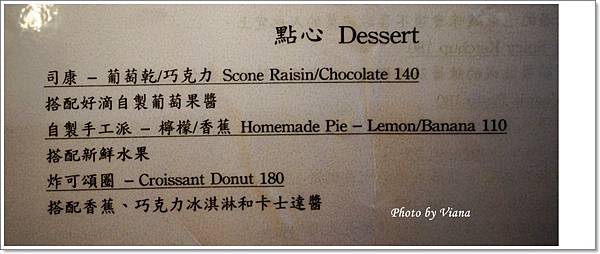 點心 Dessert
司康 – 葡萄乾/巧克力 Scone Raisin/Chocolate 140
搭配好滴自製葡萄果醬
自製手工派 – 檸檬/香蕉 Homemade Pie – Lemon/Banana 110
搭配新鮮水果
炸可頌圈 – Croissant Donut 180
搭配香蕉、巧克力冰淇淋和卡士達醬
Photo by Viana